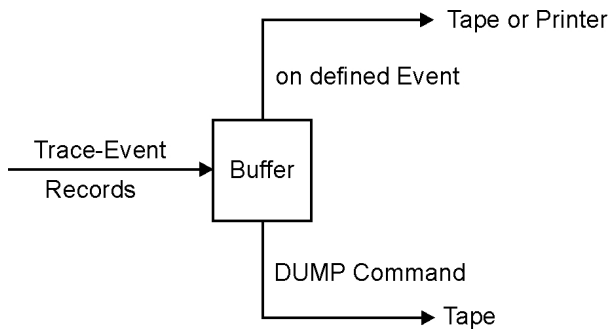 Tape or Printer
on defined Event
Trace-Event
Records
Buffer
DUMP Command
Tape